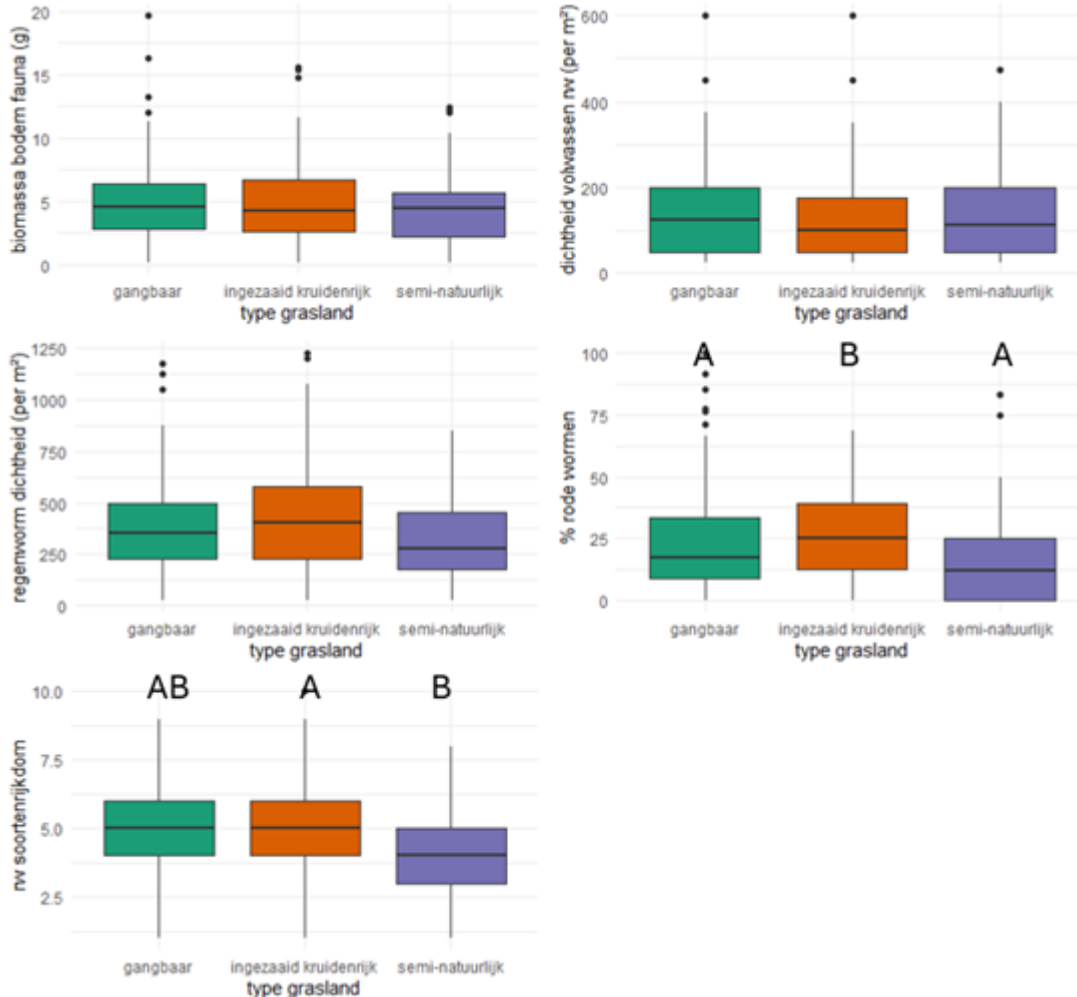 biomassa bodem fauna (g)
20
15
10
5
0
gangbaar ingezaaid kruidenrijk semi-natuurlijk
type grasland
dichtheid volwassen rw (per m²)
600
400
200
0
gangbaar ingezaaid kruidenrijk semi-natuurlijk
type grasland
regenworm dichtheid (per m²)
1250
1000
750
500
250
0
gangbaar ingezaaid kruidenrijk semi-natuurlijk
type grasland
% rode wormen
A B A
100
75
50
25
0
gangbaar ingezaaid kruidenrijk semi-natuurlijk
type grasland
rw soortenrijkdom
AB A B
10.0
7.5
5.0
2.5
gangbaar ingezaaid kruidenrijk semi-natuurlijk
type grasland